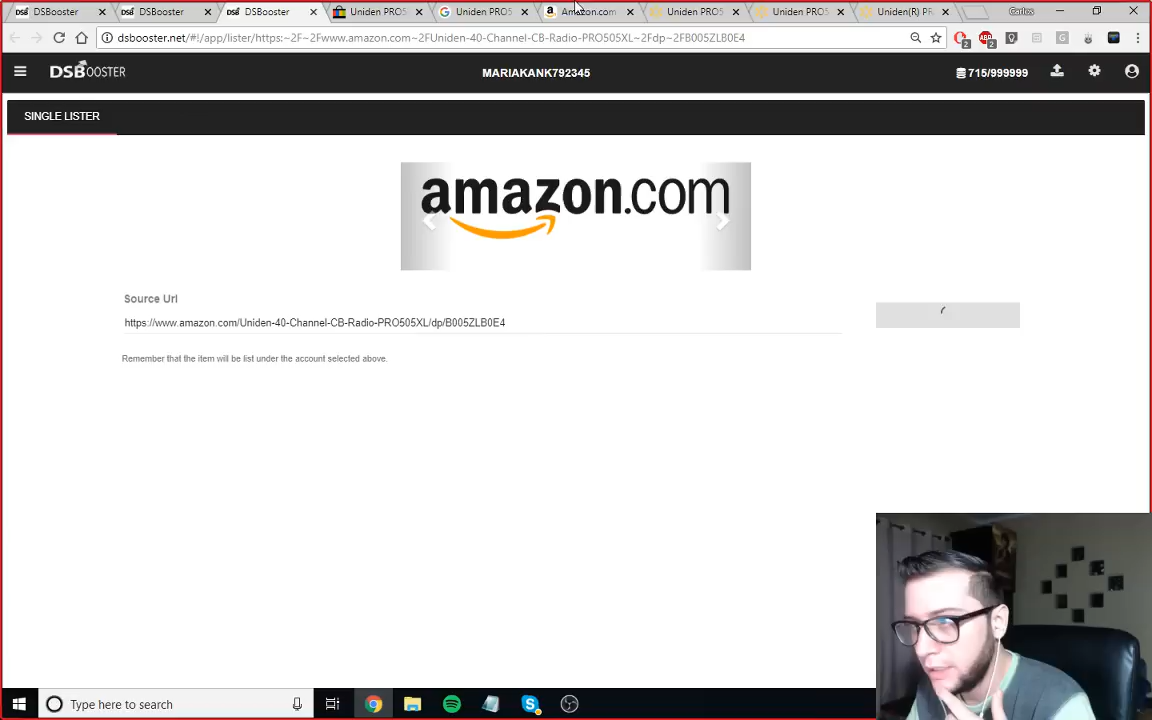 DSBooster
DSBooster
DSBooster
Uniden PRO5
Uniden PRO5
Amazon.com
Uniden PRO5
Uniden PRO5
Uniden(R) PR
Carlos
dsbooster.net/#!/app/lister/https:~2F~2Fwww.amazon.com~2FUniden-40-Channel-CB-Radio-PRO505XL~2Fdp~2FB005ZLB0E4
2
2
DSBOOSTER
MARIAKANK792345
715/999999
SINGLE LISTER
amazon.com
Source Url
https://www.amazon.com/Uniden-40-Channel-CB-Radio-PRO505XL/dp/B005ZLB0E4
Remember that the item will be list under the account selected above.
Type here to search